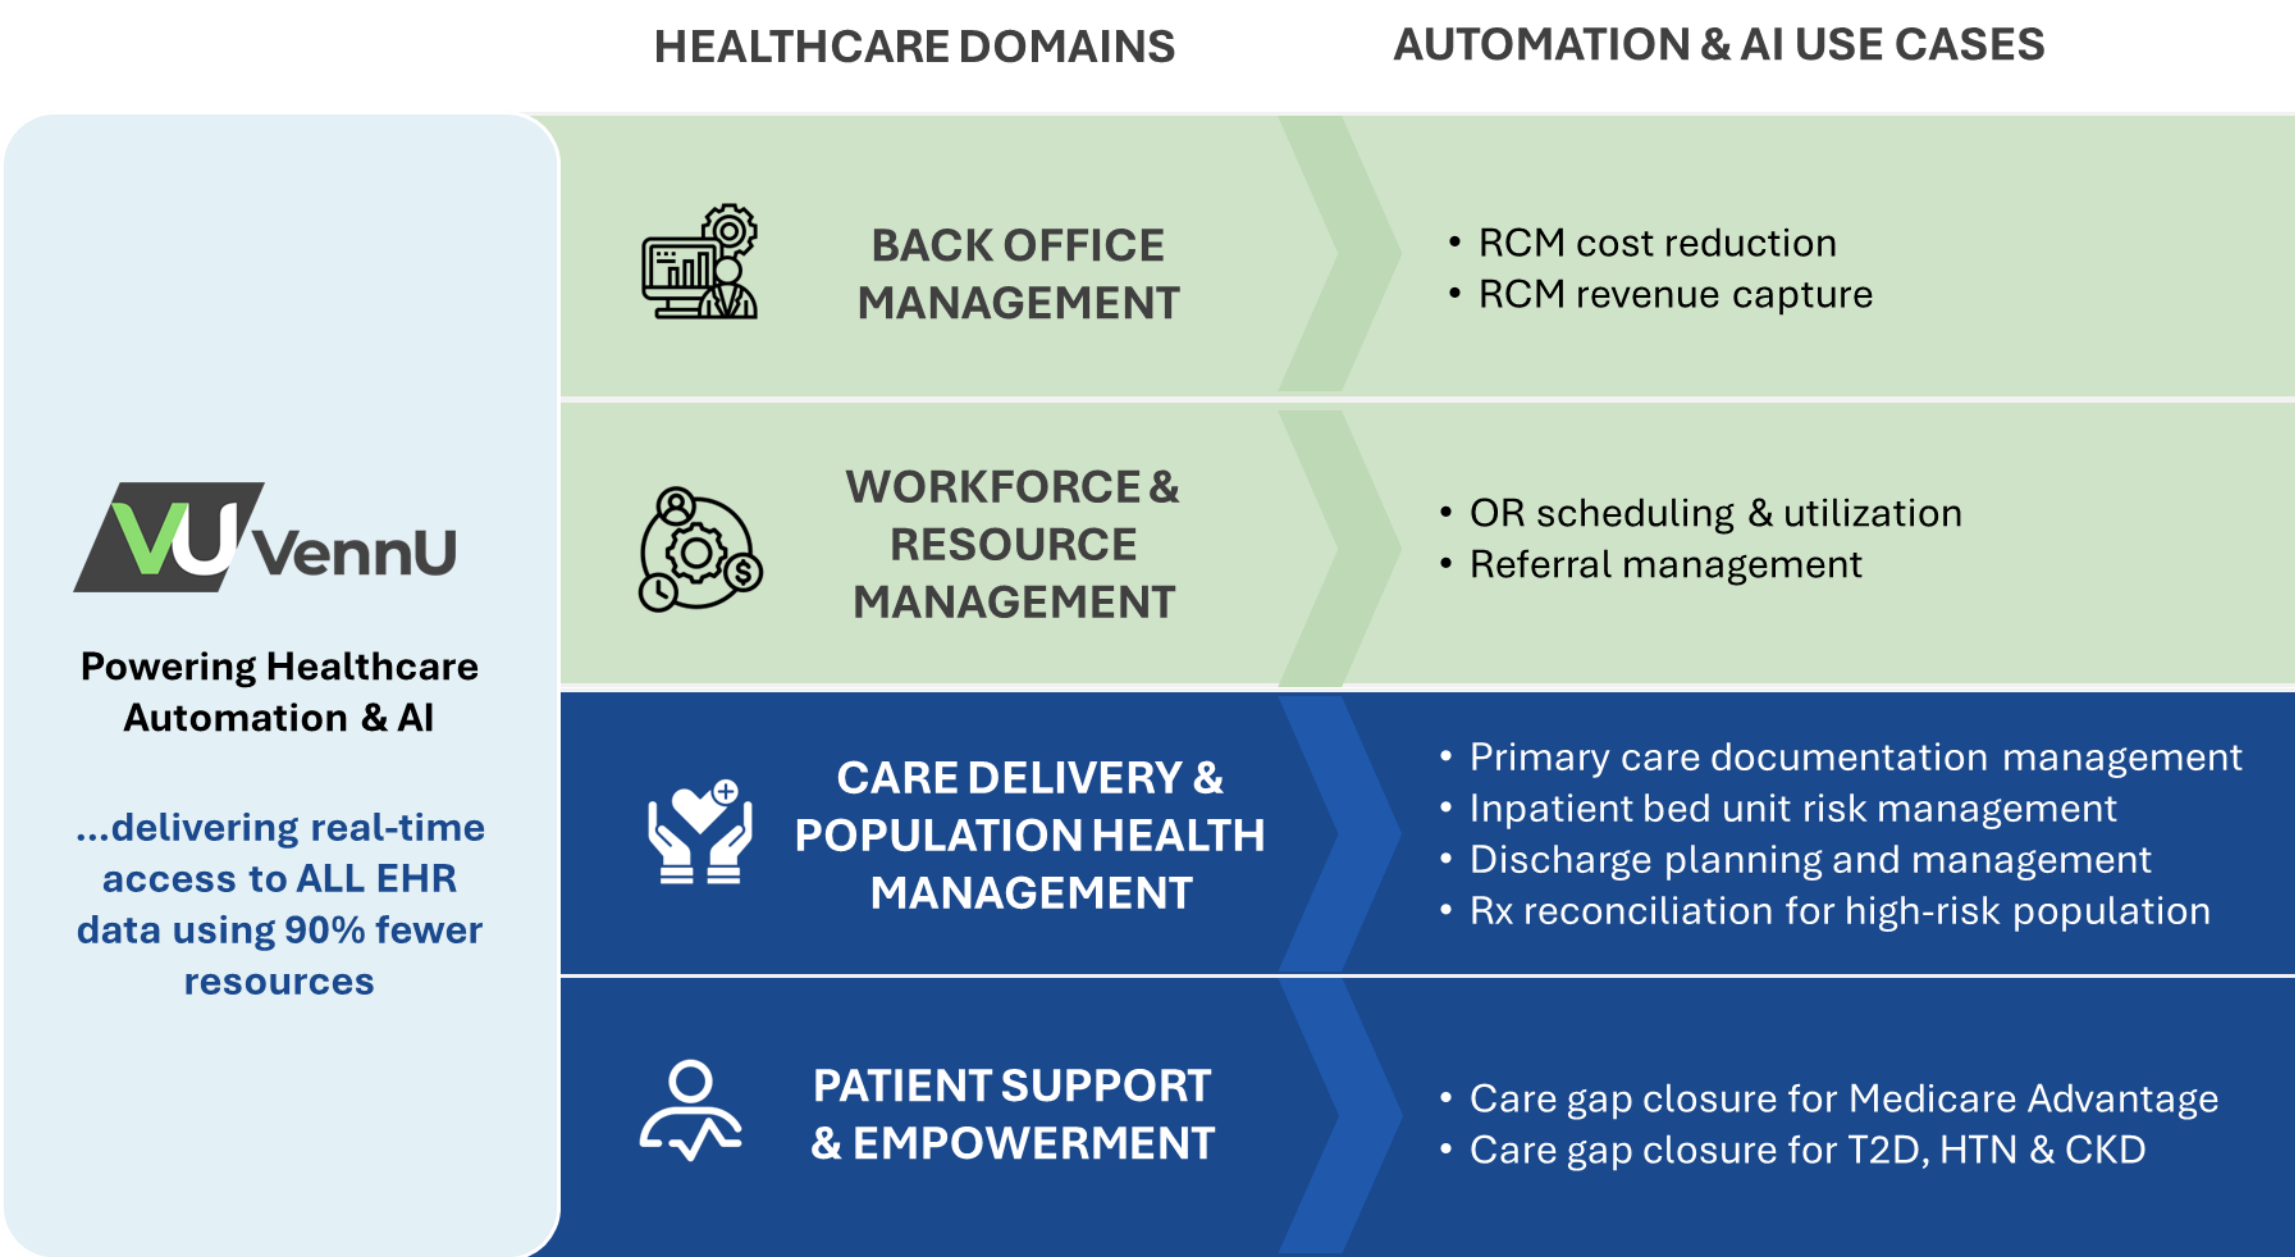 HEALTHCARE DOMAINS
AUTOMATION & AI USE CASES
VU VennU
Powering Healthcare
Automation & AI
...delivering real-time
access to ALL EHR
data using 90% fewer
resources
BACK OFFICE
MANAGEMENT
• RCM cost reduction
• RCM revenue capture
WORKFORCE &
RESOURCE
MANAGEMENT
• OR scheduling & utilization
• Referral management
CARE DELIVERY &
POPULATION HEALTH
MANAGEMENT
• Primary care documentation management
• Inpatient bed unit risk management
• Discharge planning and management
• Rx reconciliation for high-risk population
PATIENT SUPPORT
& EMPOWERMENT
• Care gap closure for Medicare Advantage
• Care gap closure for T2D, HTN & CKD